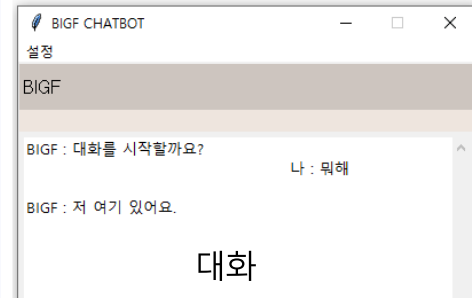 BIGF CHATBOT
설정
BIGF
BIGF : 대화를 시작할까요?
나 : 뭐해
BIGF : 저 여기 있어요.
대화